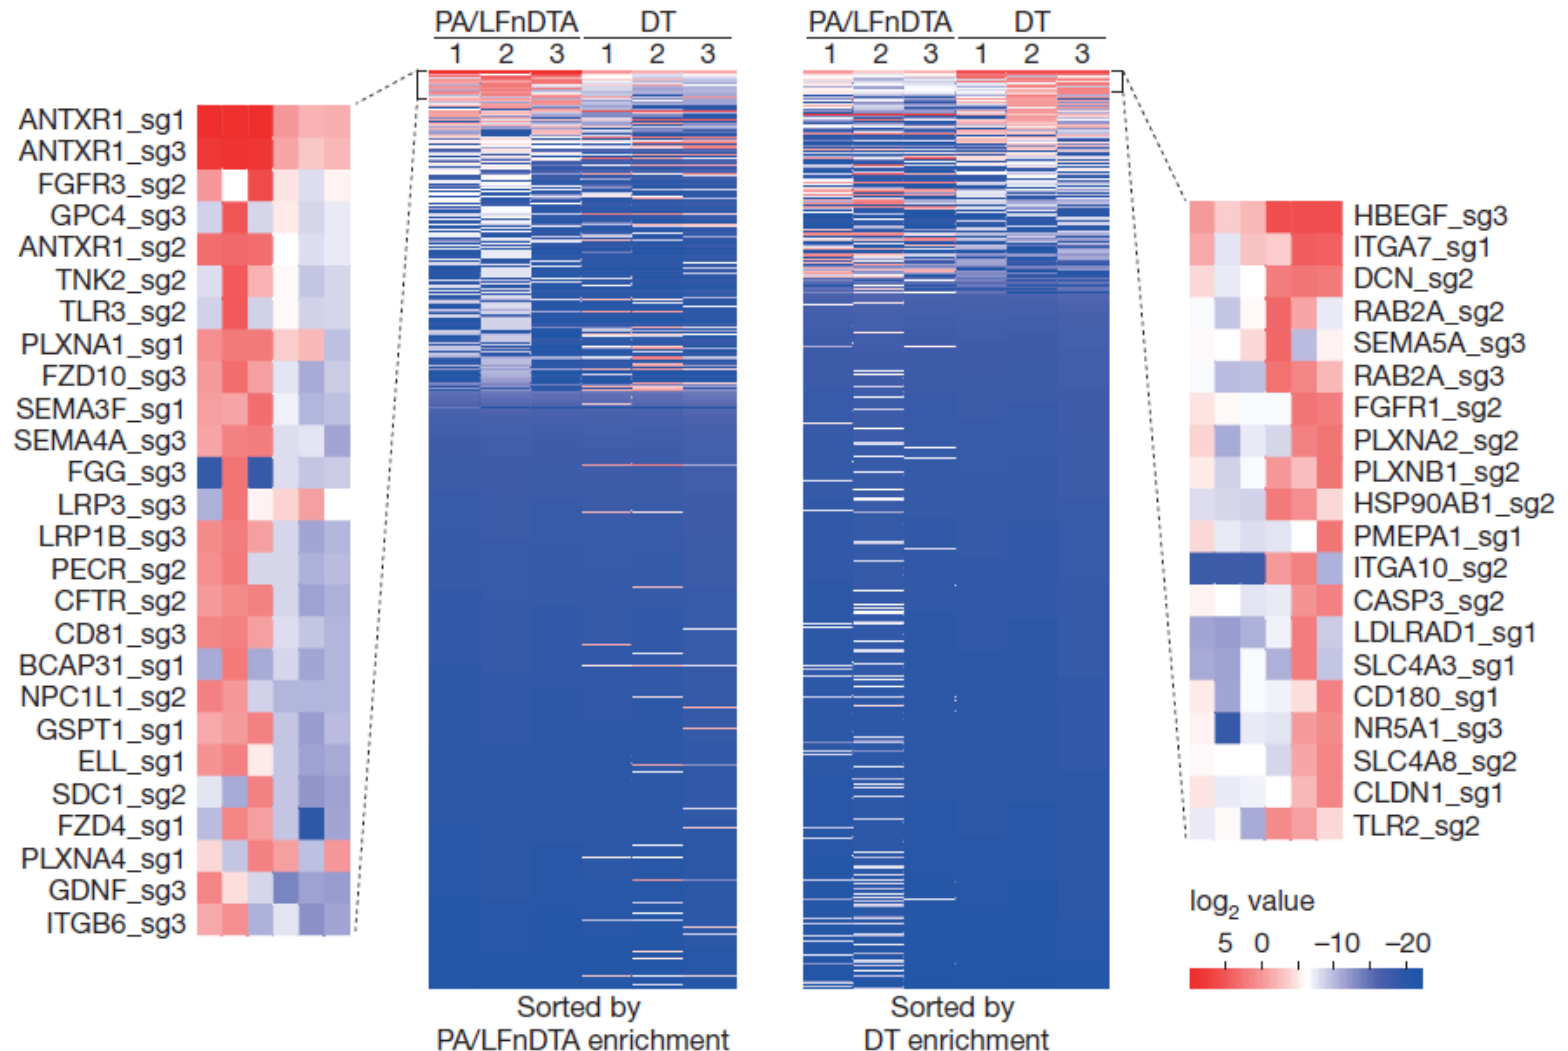 PA/LFnDTA DT
1 2 3 1 2 3
PA/LFnDTA DT
1 2 3 1 2 3
ANTXR1_sg1
ANTXR1_sg3
FGFR3_sg2
GPC4_sg3
ANTXR1_sg2
TNK2_sg2
TLR3_sg2
PLXNA1_sg1
FZD10_sg3
SEMA3F_sg1
SEMA4A_sg3
FGG_sg3
LRP3_sg3
LRP1B_sg3
PECR_sg2
CFTR_sg2
CD81_sg3
BCAP31_sg1
NPC1L1_sg2
GSPT1_sg1
ELL_sg1
SDC1_sg2
FZD4_sg1
PLXNA4_sg1
GDNF_sg3
ITGB6_sg3
Sorted by
PA/LFnDTA enrichment
Sorted by
DT enrichment
HBEGF_sg3
ITGA7_sg1
DCN_sg2
RAB2A_sg2
SEMA5A_sg3
RAB2A_sg3
FGFR1_sg2
PLXNA2_sg2
PLXNB1_sg2
HSP90AB1_sg2
PMEPA1_sg1
ITGA10_sg2
CASP3_sg2
LDLRAD1_sg1
SLC4A3_sg1
CD180_sg1
NR5A1_sg3
SLC4A8_sg2
CLDN1_sg1
TLR2_sg2
log2 value
5 0 –10 –20